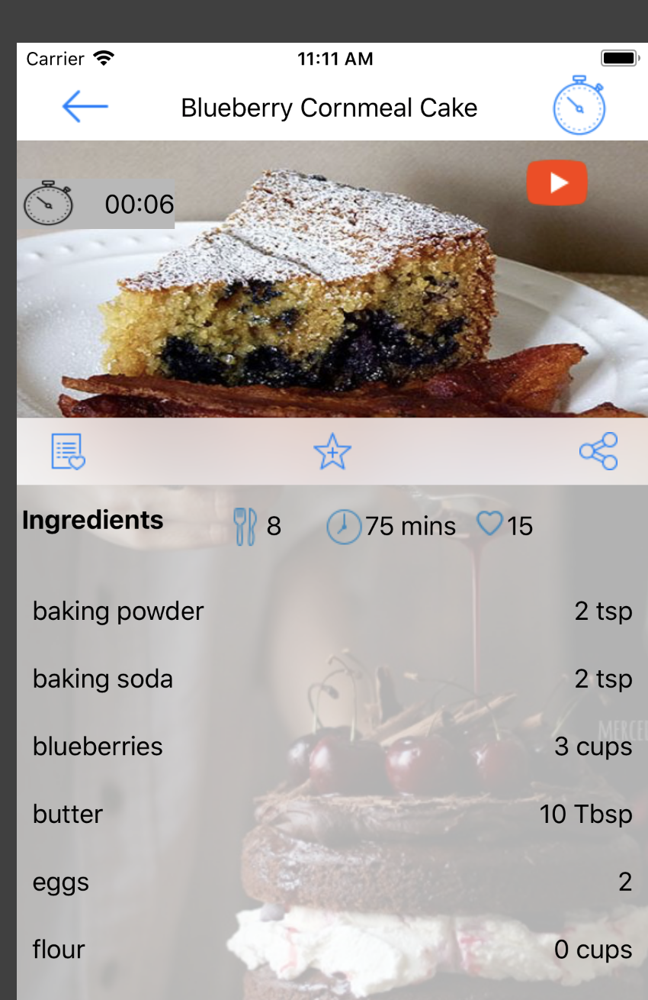 Carrier 11:11 AM
Blueberry Cornmeal Cake
00:06
Ingredients 8 75 mins 15
baking powder 2 tsp
baking soda 2 tsp
blueberries 3 cups
MERCE
butter 10 Tbsp
eggs 2
flour 0 cups